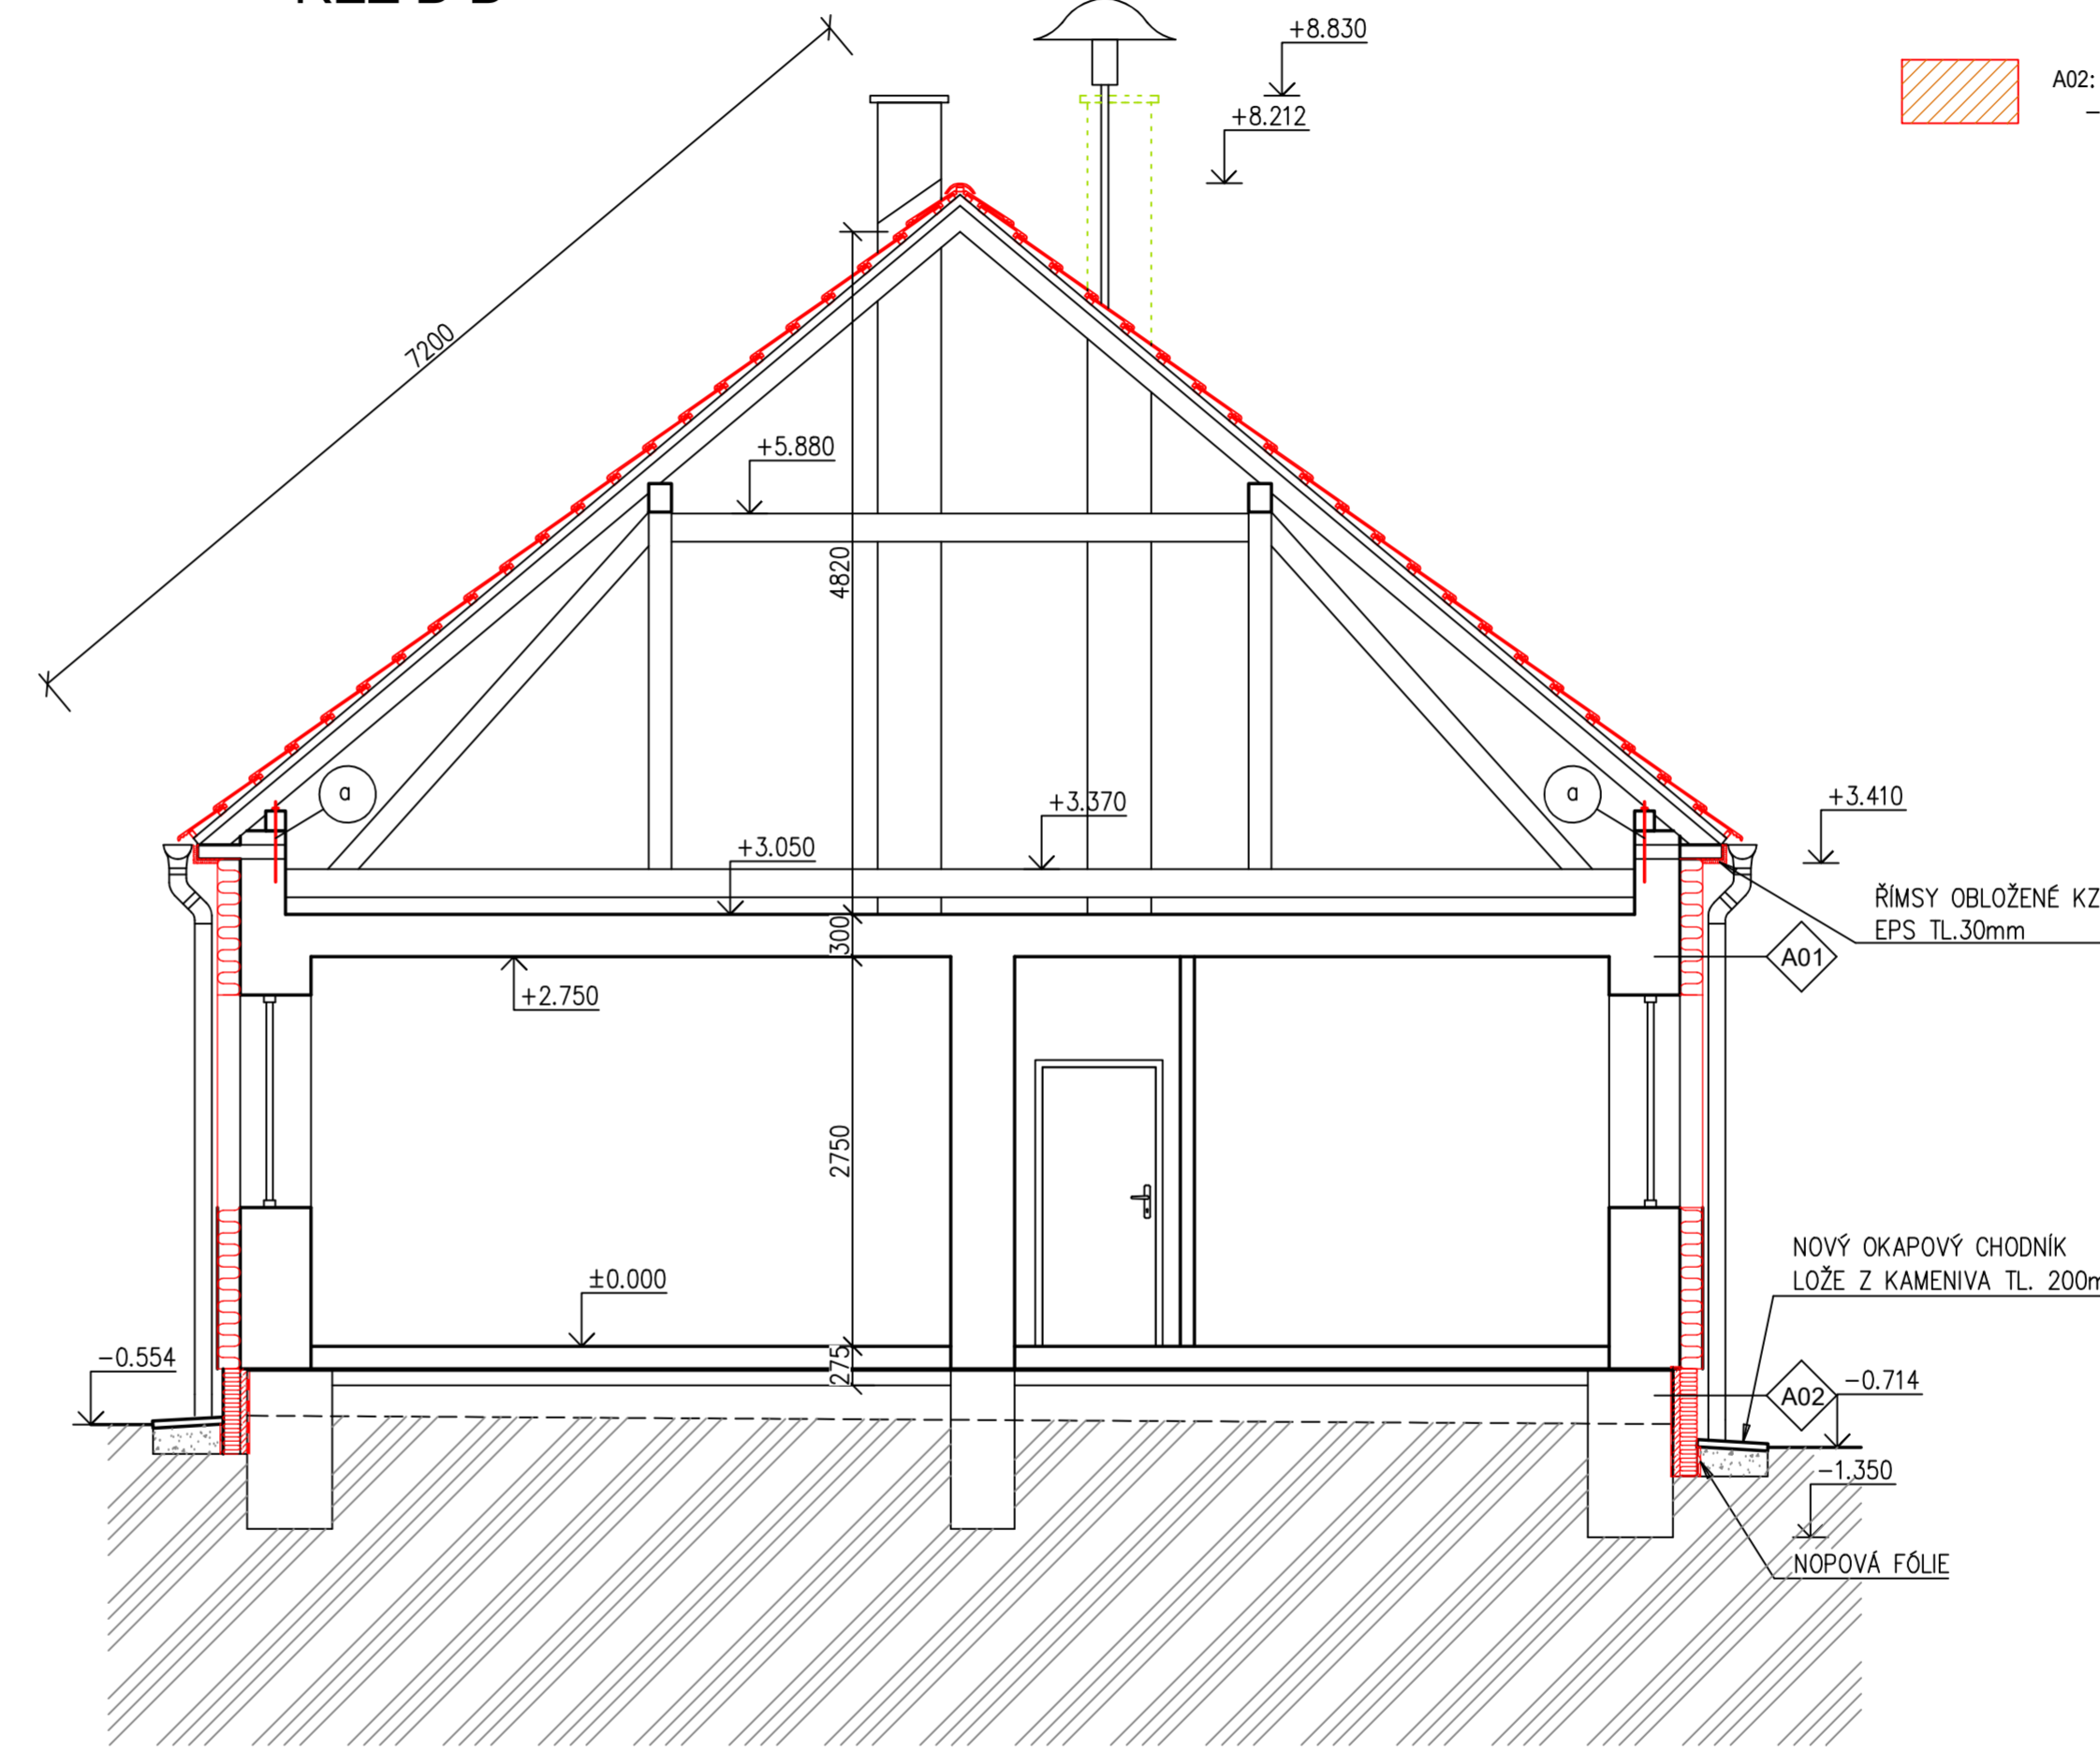 +8.830
A02:
-
+8.212
7200
+5.880
4820
a
a
+3.370
+3.410
+3.050
ŘÍMSY OBLOŽENÉ KZ
EPS TL.30mm
300
A01
+2.750
2750
NOVÝ OKAPOVÝ CHODNÍK
LOŽE Z KAMENIVA TL. 200m
±0.000
-0.554
275
A02
-0.714
-1.350
NOPOVÁ FÓLIE